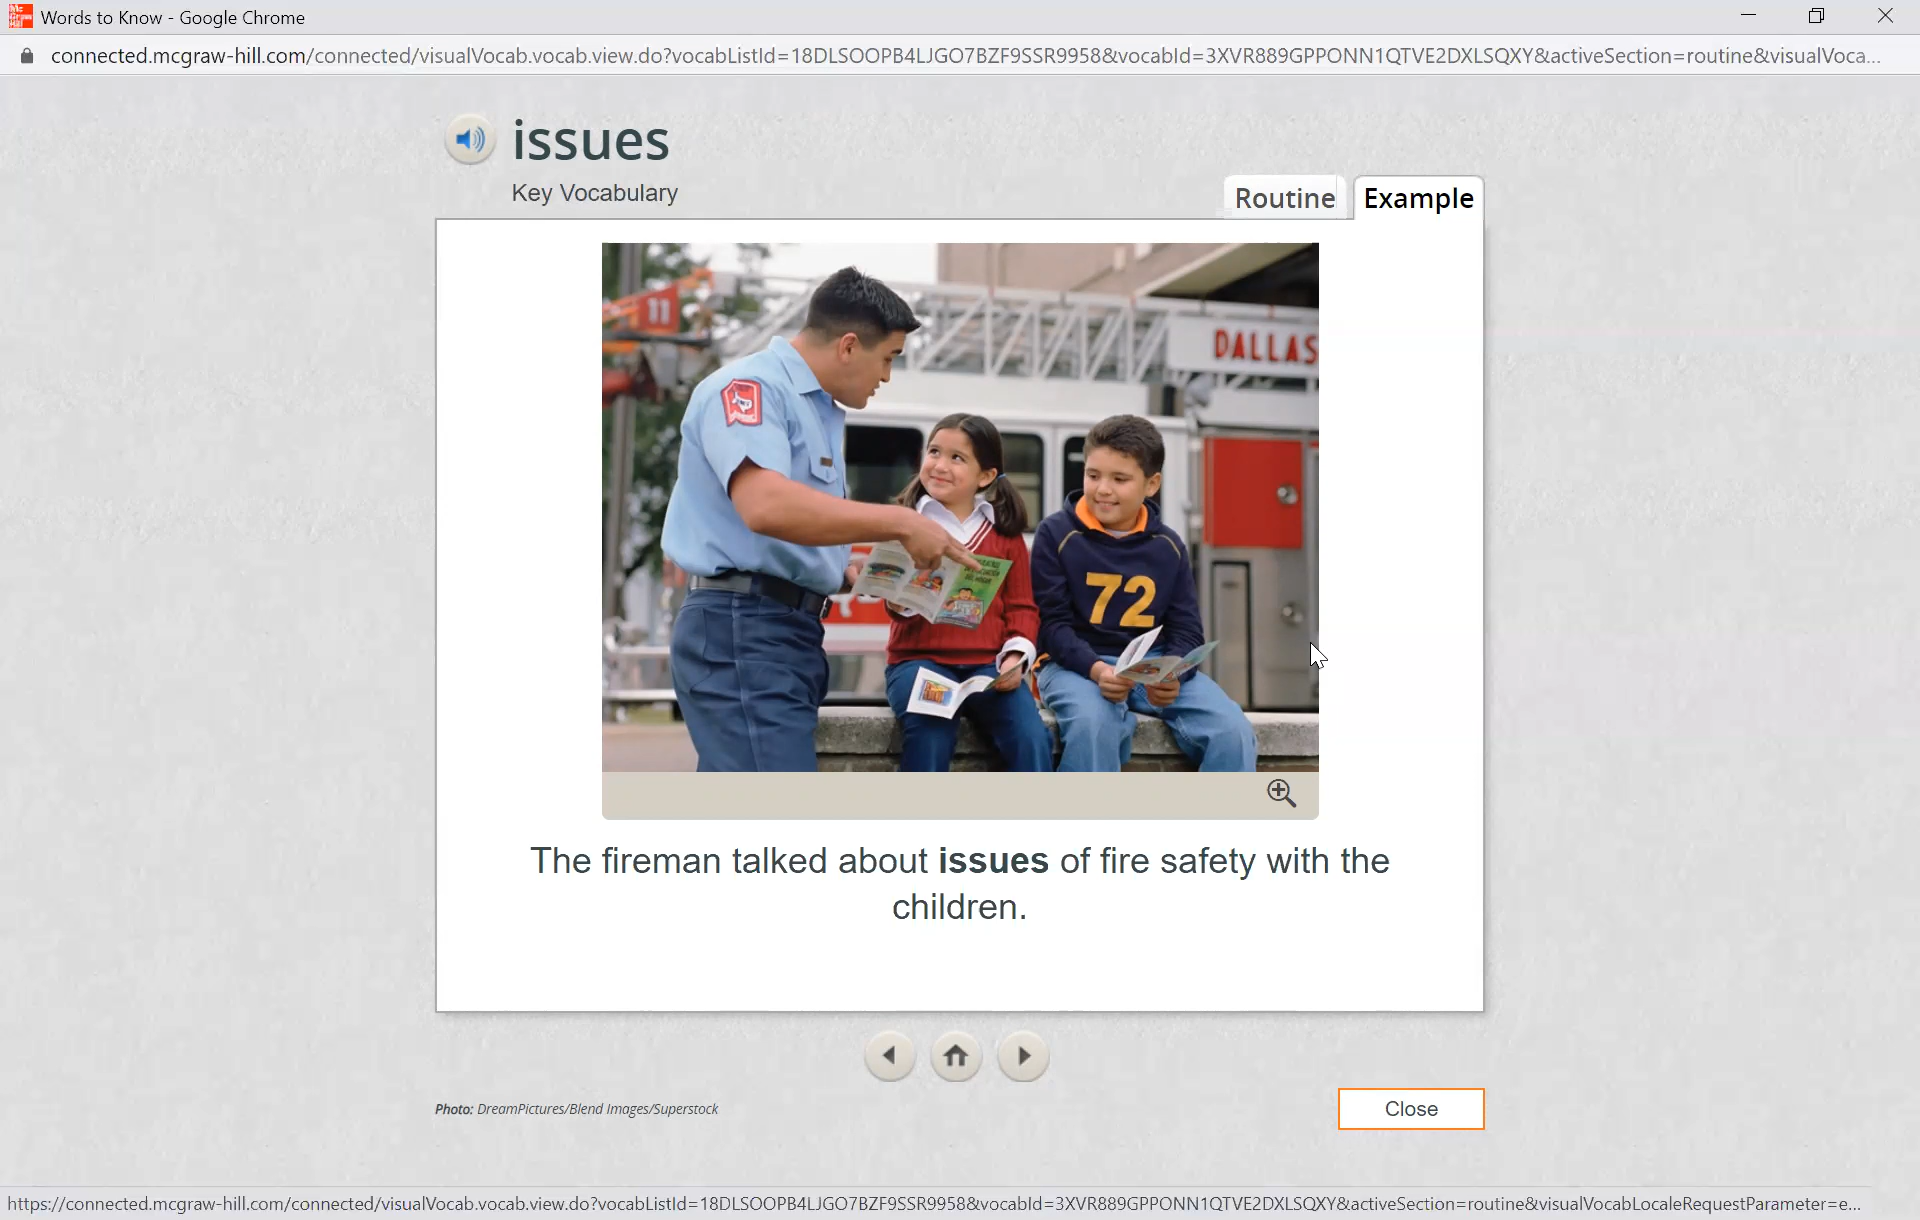 Words to Know - Google Chrome
connected.mcgraw-hill.com/connected/visualVocab.vocab.view.do?vocabListId=18DLSOOPB4LJGO7BZF9SSR9958&vocabId=3XVR889GPPONN1QTVE2DXLSQXY&activeSection=routine&visualVoca...
issues
Key Vocabulary
Routine
Example
11
DALLAS
72
The fireman talked about issues of fire safety with the
children.
Photo: DreamPictures/Blend Images/Superstock
Close
https://connected.mcgraw-hill.com/connected/visualVocab.vocab.view.do?vocabListId=18DLSOOPB4LJGO7BZF9SSR9958&vocabId=3XVR889GPPONN1QTVE2DXLSQXY&activeSection=routine&visualVocabLocaleRequestParameter=e...